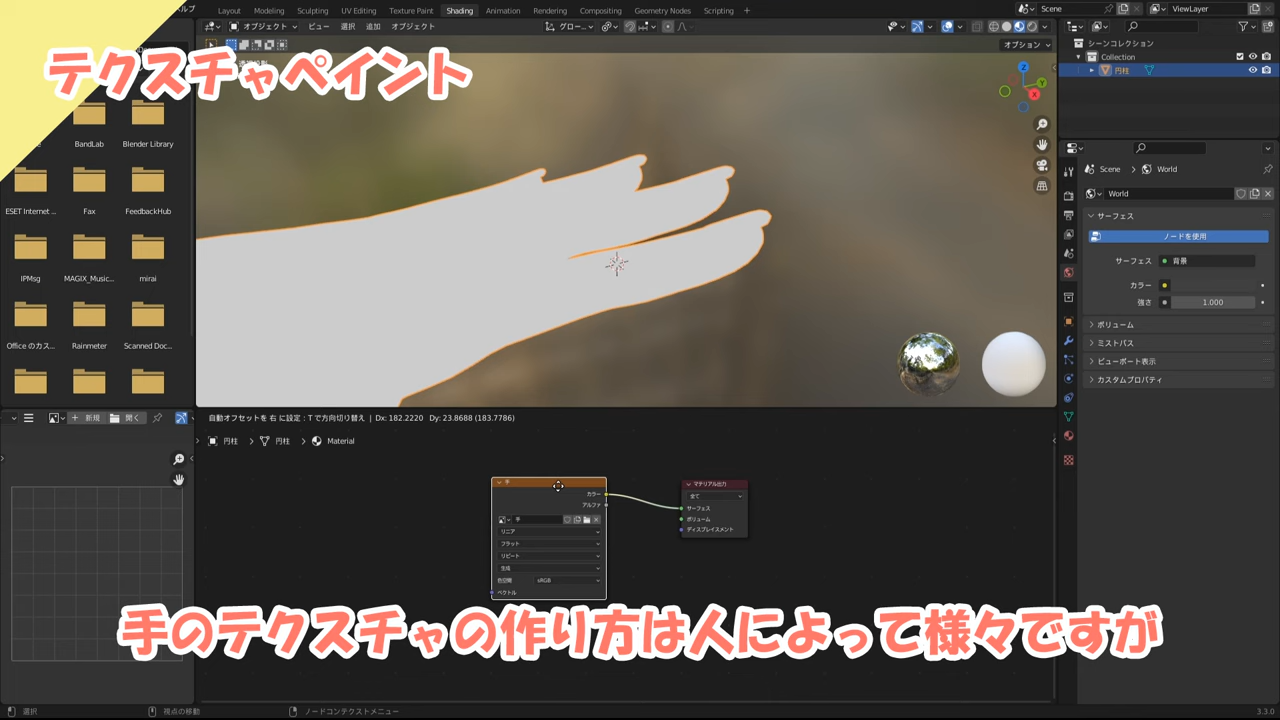 ルプ
Layout Modeling Sculpting UV Editing Texture Paint Shading Animation Rendering Compositing Geometry Nodes Scripting +
Scene
ViewLayer
オブジェクト ビュー 選択 追加 オブジェクト
グロー...
オプション
テクスチャペイント
シーンコレクション
Collection
円柱
BandLab
Blender Library
ESET Internet ...
Fax
FeedbackHub
IPMsg
MAGIX_Music...
mirai
Office のカス...
Rainmeter
Scanned Doc...
Z
Y
X
Scene
World
World
サーフェス
ノードを使用
サーフェス 背景
カラー
強さ 1.000
ボリューム
ミストパス
ビューポート表示
カスタムプロパティ
新規
開く
自動オフセットを 右 に設定 : T で方向切り替え | Dx: 182.2220 Dy: 23.8688 (183.7786)
円柱
円柱
Material
手
カラー
アルファ
手
リニア
フラット
リピート
生成
色空間 sRGB
ベクトル
マテリアル出力
全て
サーフェス
ボリューム
ディスプレイスメント
手のテクスチャの作り方は人によって様々ですが
選択
視点の移動
ノードコンテクストメニュー
3.3.0